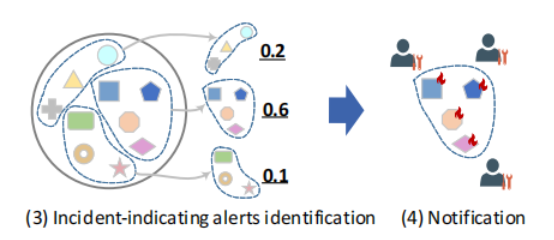 0.2
0.6
0.1
(3) Incident-indicating alerts identification
(4) Notification